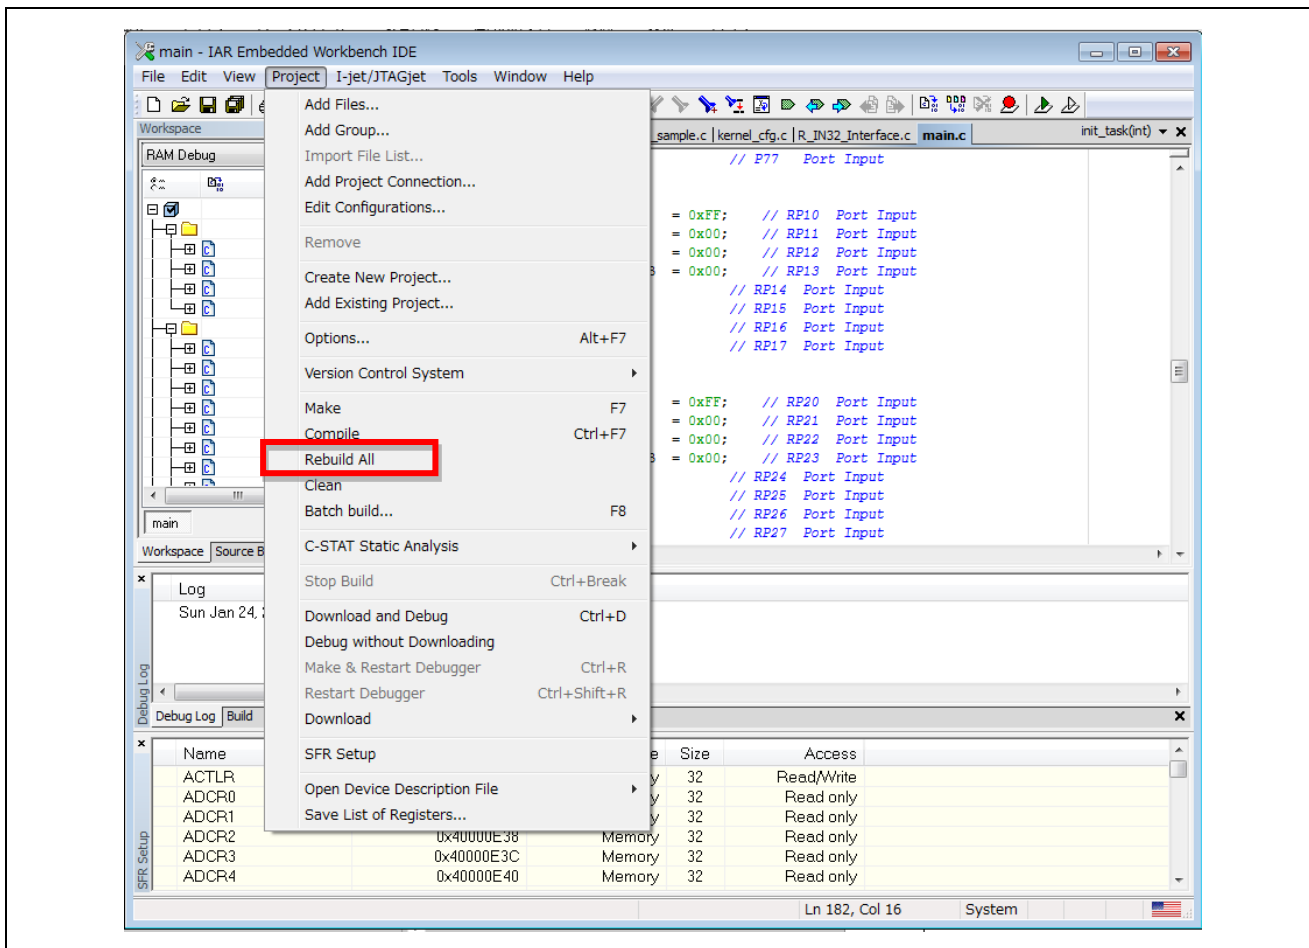 main - IAR Embedded Workbench IDE
File Edit View Project I-jet/JTAGjet Tools Window Help
Workspace
RAM Debug
main
Workspace Source B
Add Files...
Add Group...
Import File List...
Add Project Connection...
Edit Configurations...
Remove
Create New Project...
Add Existing Project...
Options... Alt+F7
Version Control System
Make F7
Compile Ctrl+F7
Rebuild All
Clean
Batch build... F8
C-STAT Static Analysis
Stop Build Ctrl+Break
Download and Debug Ctrl+D
Debug without Downloading
Make & Restart Debugger Ctrl+R
Restart Debugger Ctrl+Shift+R
Download
SFR Setup
Open Device Description File
Save List of Registers...
_sample.c kernel_cfg.c R_IN32_Interface.c main.c init_task(int)
// P77 Port Input
= 0xFF; // RP10 Port Input
= 0x00; // RP11 Port Input
= 0x00; // RP12 Port Input
= 0x00; // RP13 Port Input
// RP14 Port Input
// RP15 Port Input
// RP16 Port Input
// RP17 Port Input
= 0xFF; // RP20 Port Input
= 0x00; // RP21 Port Input
= 0x00; // RP22 Port Input
= 0x00; // RP23 Port Input
// RP24 Port Input
// RP25 Port Input
// RP26 Port Input
// RP27 Port Input
Log
Sun Jan 24,
Debug Log
Debug Log Build
Name Size Access
ACTLR 32 Read/Write
ADCR0 32 Read only
ADCR1 32 Read only
ADCR2 0x40000E38 Memory 32 Read only
ADCR3 0x40000E3C Memory 32 Read only
ADCR4 0x40000E40 Memory 32 Read only
SFR Setup
Ln 182, Col 16 System